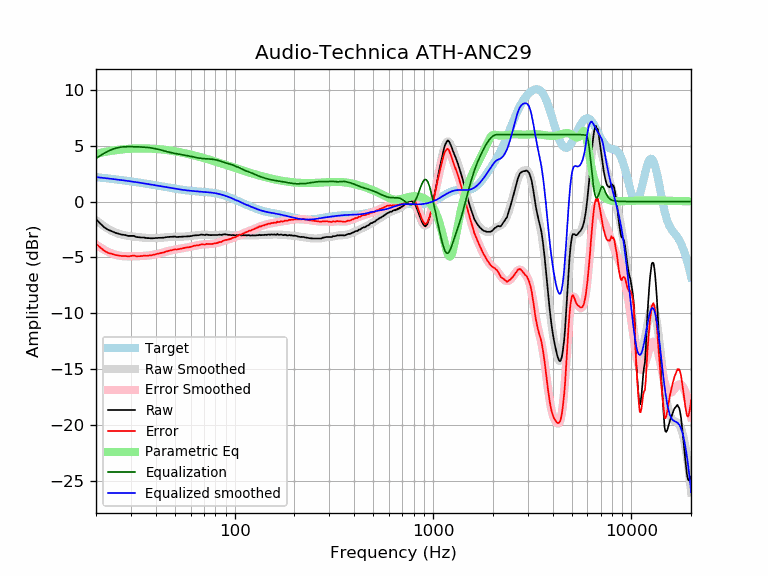 Audio-Technica ATH-ANC29
Amplitude (dBr)
10
5
0
−5
−10
−15
−20
−25
Target
Raw Smoothed
Error Smoothed
Raw
Error
Parametric Eq
Equalization
Equalized smoothed
100 1000 10000
Frequency (Hz)